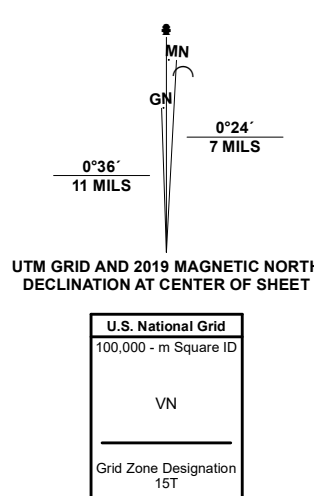 MN
GN
0°24´
7 MILS
0°36´
11 MILS
UTM GRID AND 2019 MAGNETIC NORTH
DECLINATION AT CENTER OF SHEET
U.S. National Grid
100,000 - m Square ID
VN
Grid Zone Designation
15T